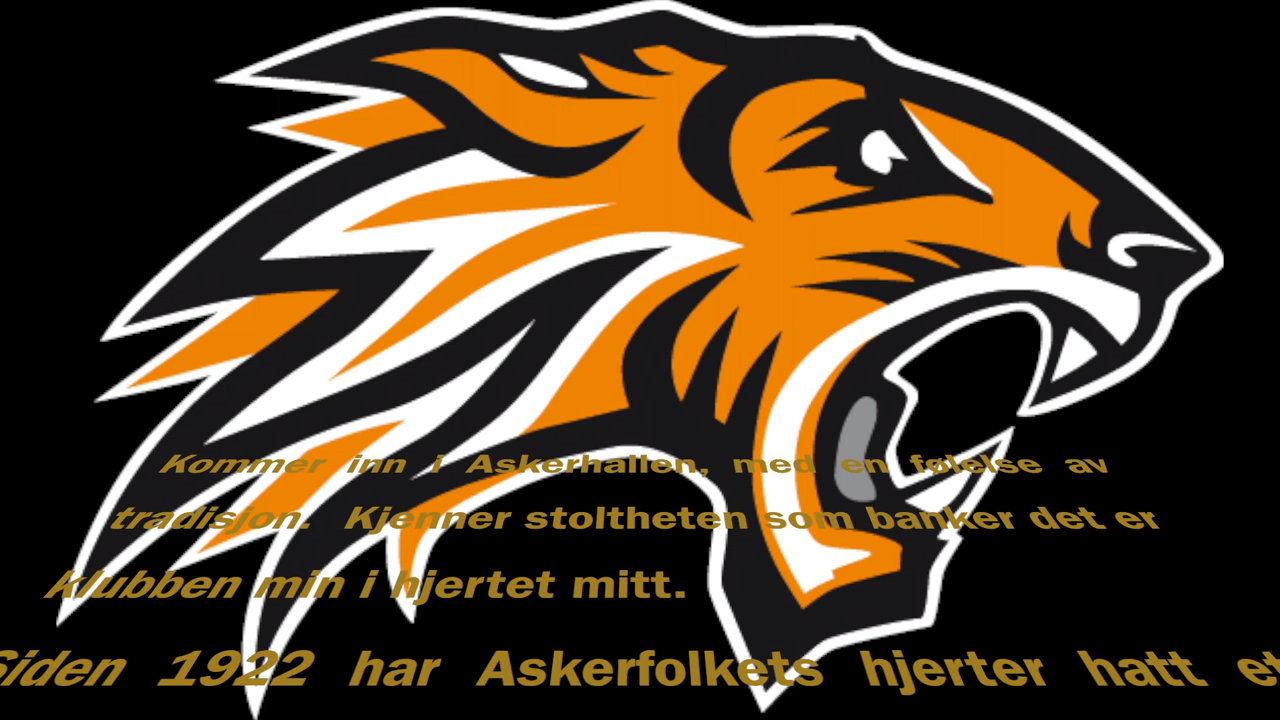 Kommer inn i Askerhallen, med en følelse av
tradisjon. Kjenner stoltheten som banker det er
klubben min i hjertet mitt.
Siden 1922 har Askerfolkets hjerter hatt et